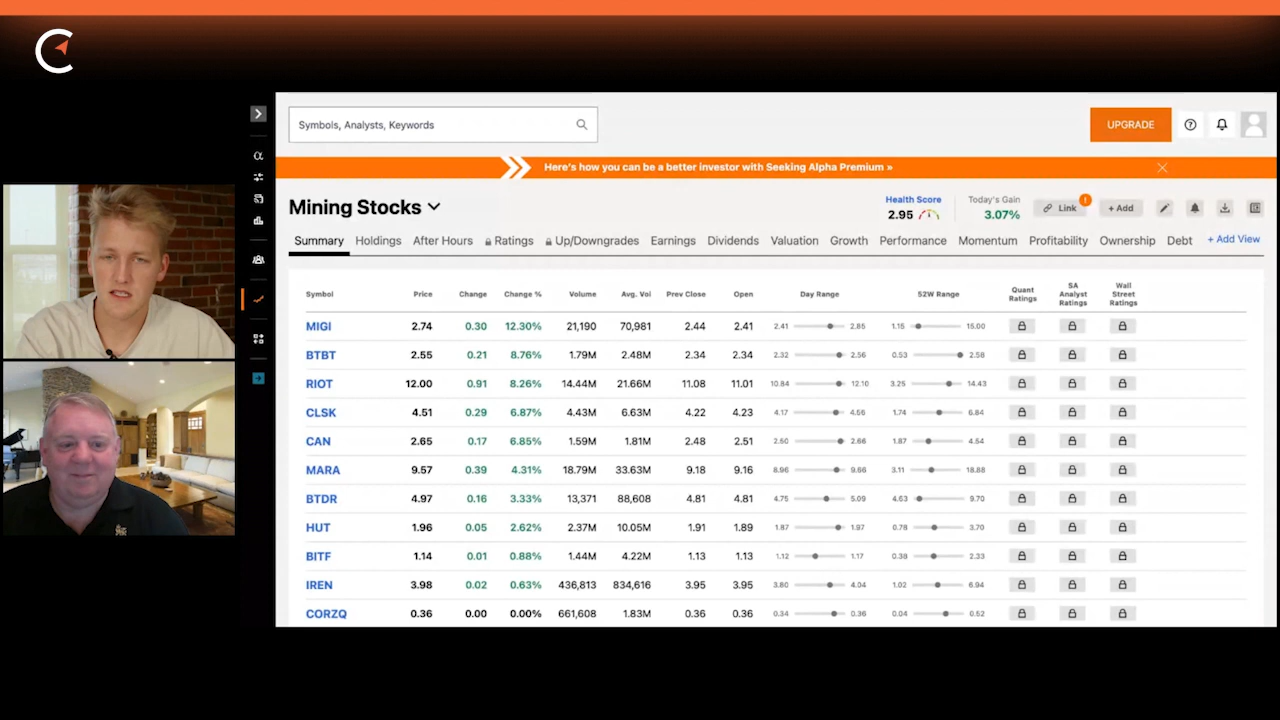 Symbols, Analysts, Keywords
UPGRADE
Here's how you can be a better investor with Seeking Alpha Premium »
Mining Stocks
Health Score
2.95
Today's Gain
3.07%
Link
!
+ Add
Summary Holdings After Hours Ratings Up/Downgrades Earnings Dividends Valuation Growth Performance Momentum Profitability Ownership Debt + Add View
Symbol Price Change Change % Volume Avg. Vol Prev Close Open Day Range 52W Range Quant Ratings SA Analyst Ratings Wall Street Ratings
MIGI 2.74 0.30 12.30% 21,190 70,981 2.44 2.41 2.41 2.85 1.15 15.00
BTBT 2.55 0.21 8.76% 1.79M 2.48M 2.34 2.34 2.32 2.56 0.53 2.58
RIOT 12.00 0.91 8.26% 14.44M 21.66M 11.08 11.01 10.84 12.10 3.25 14.43
CLSK 4.51 0.29 6.87% 4.43M 6.63M 4.22 4.23 4.17 4.56 1.74 6.84
CAN 2.65 0.17 6.85% 1.59M 1.81M 2.48 2.51 2.50 2.66 1.87 4.54
MARA 9.57 0.39 4.31% 18.79M 33.63M 9.18 9.16 8.96 9.66 3.11 18.88
BTDR 4.97 0.16 3.33% 13,371 88,608 4.81 4.81 4.75 5.09 4.63 9.70
HUT 1.96 0.05 2.62% 2.37M 10.05M 1.91 1.89 1.87 1.97 0.78 3.70
BITF 1.14 0.01 0.88% 1.44M 4.22M 1.13 1.13 1.12 1.17 0.38 2.33
IREN 3.98 0.02 0.63% 436,813 834,616 3.95 3.95 3.80 4.04 1.02 6.94
CORZQ 0.36 0.00 0.00% 661,608 1.83M 0.36 0.36 0.34 0.36 0.04 0.52